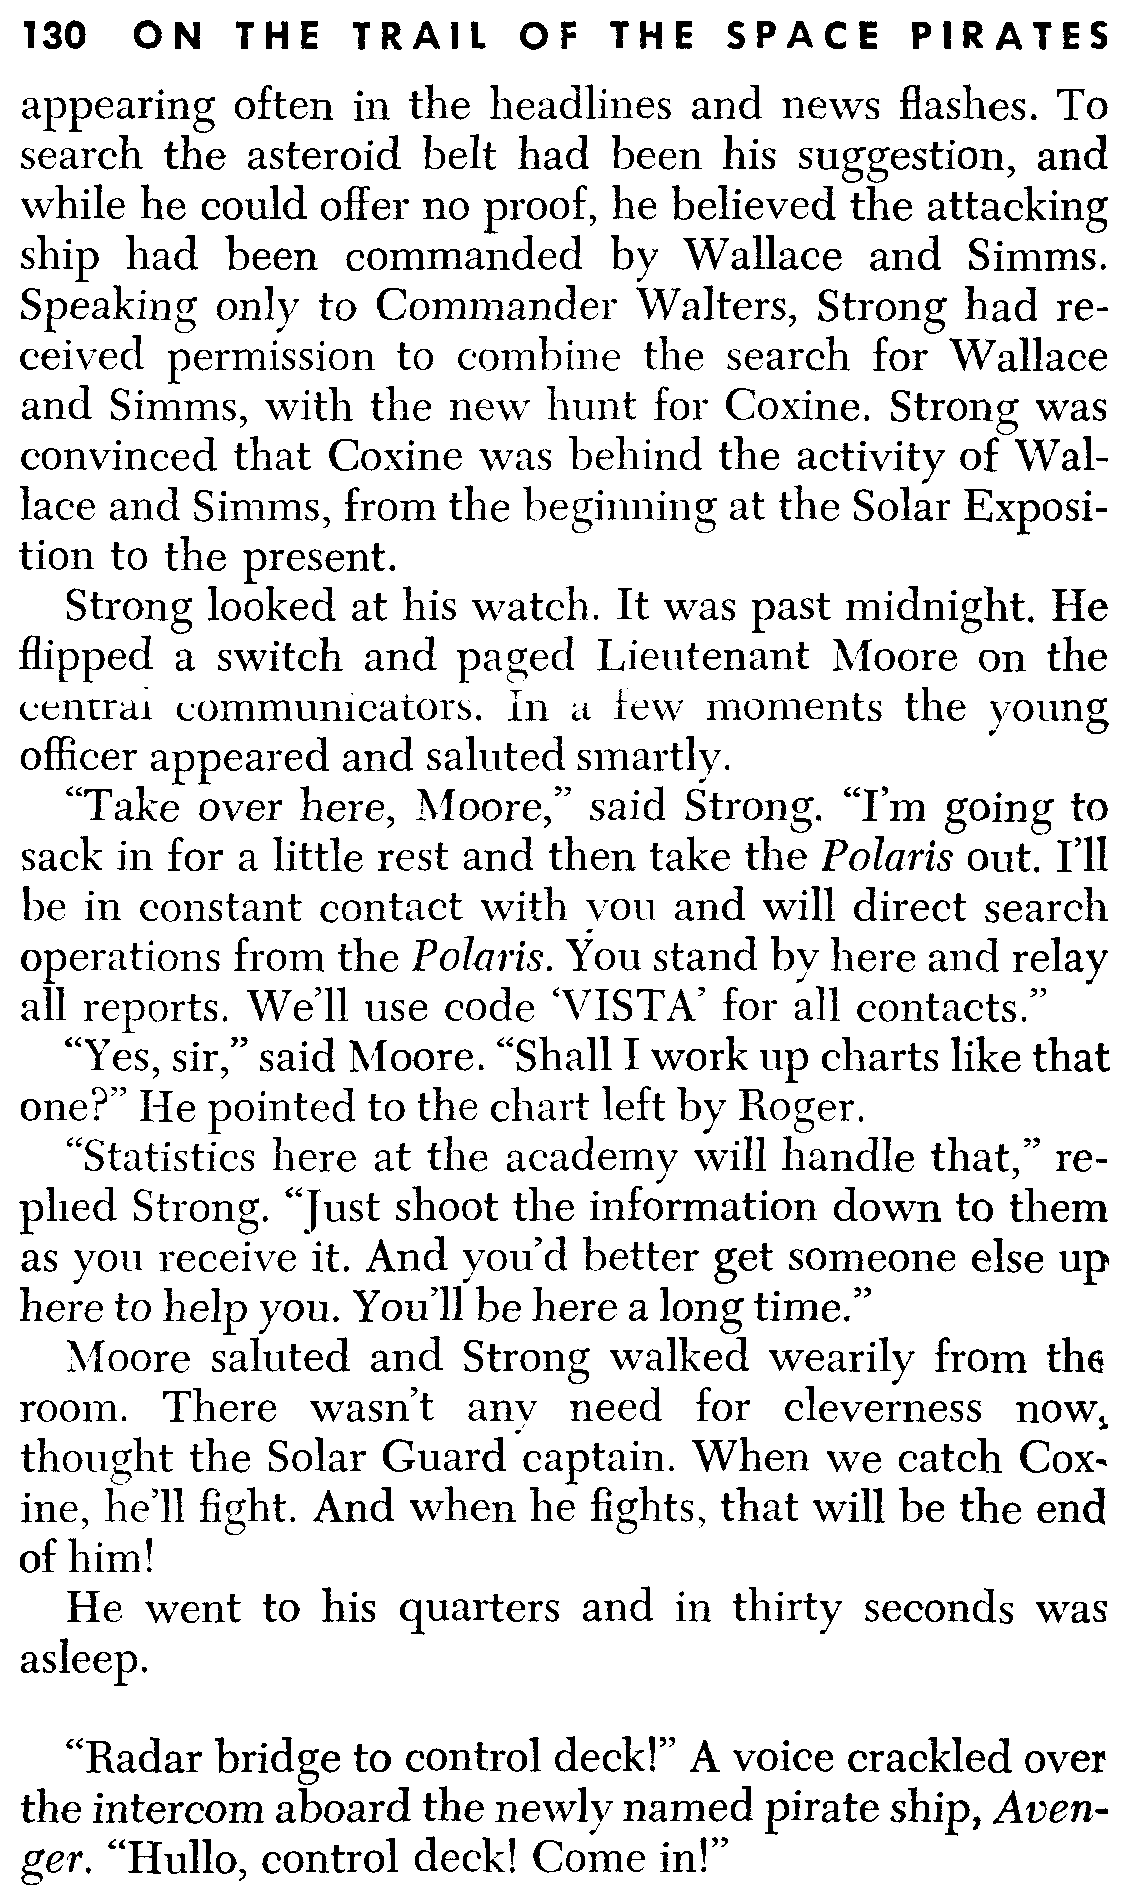 130 ON THE TRAIL OF THE SPACE PIRATES
appearing often in the headlines and news flashes. To
search the asteroid belt had been his suggestion, and
while he could offer no proof, he believed the attacking
ship had been commanded by Wallace and Simms.
Speaking only to Commander Walters, Strong had re-
ceived permission to combine the search for Wallace
and Simms, with the new hunt for Coxine. Strong was
convinced that Coxine was behind the activity of Wal-
lace and Simms, from the beginning at the Solar Exposi-
tion to the present.
Strong looked at his watch. It was past midnight. He
flipped a switch and paged Lieutenant Moore on the
central communicators. In a few moments the young
officer appeared and saluted smartly.
“Take over here, Moore,” said Strong. “I’m going to
sack in for a little rest and then take the Polaris out. I’ll
be in constant contact with you and will direct search
operations from the Polaris. You stand by here and relay
all reports. We’ll use code ‘VISTA’ for all contacts.”
“Yes, sir,” said Moore. “Shall I work up charts like that
one?” He pointed to the chart left by Roger.
“Statistics here at the academy will handle that,” re-
plied Strong. “Just shoot the information down to them
as you receive it. And you’d better get someone else up
here to help you. You’ll be here a long time.”
Moore saluted and Strong walked wearily from the
room. There wasn’t any need for cleverness now,
thought the Solar Guard captain. When we catch Cox-
ine, he’ll fight. And when he fights, that will be the end
of him!
He went to his quarters and in thirty seconds was
asleep.
“Radar bridge to control deck!” A voice crackled over
the intercom aboard the newly named pirate ship, Aven-
ger. “Hullo, control deck! Come in!”